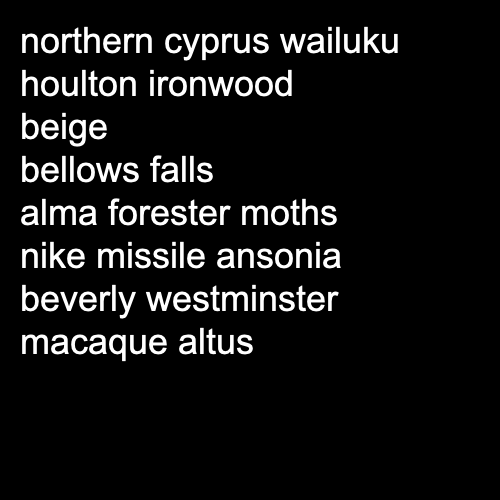 northern cyprus wailuku
houlton ironwood
beige
bellows falls
alma forester moths
nike missile ansonia
beverly westminster
macaque altus